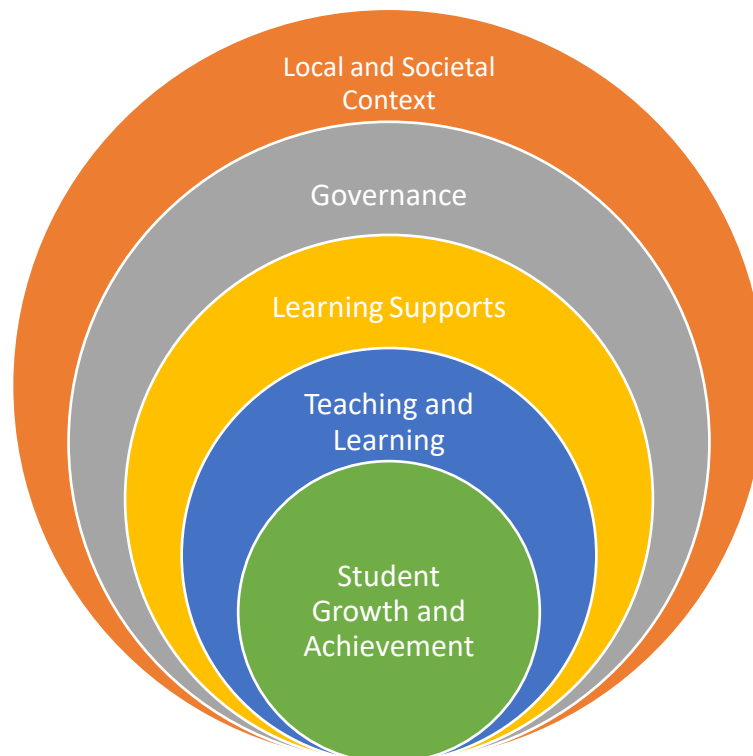 Local and Societal
Context
Governance
Learning Supports
Teaching and
Learning
Student
Growth and
Achievement